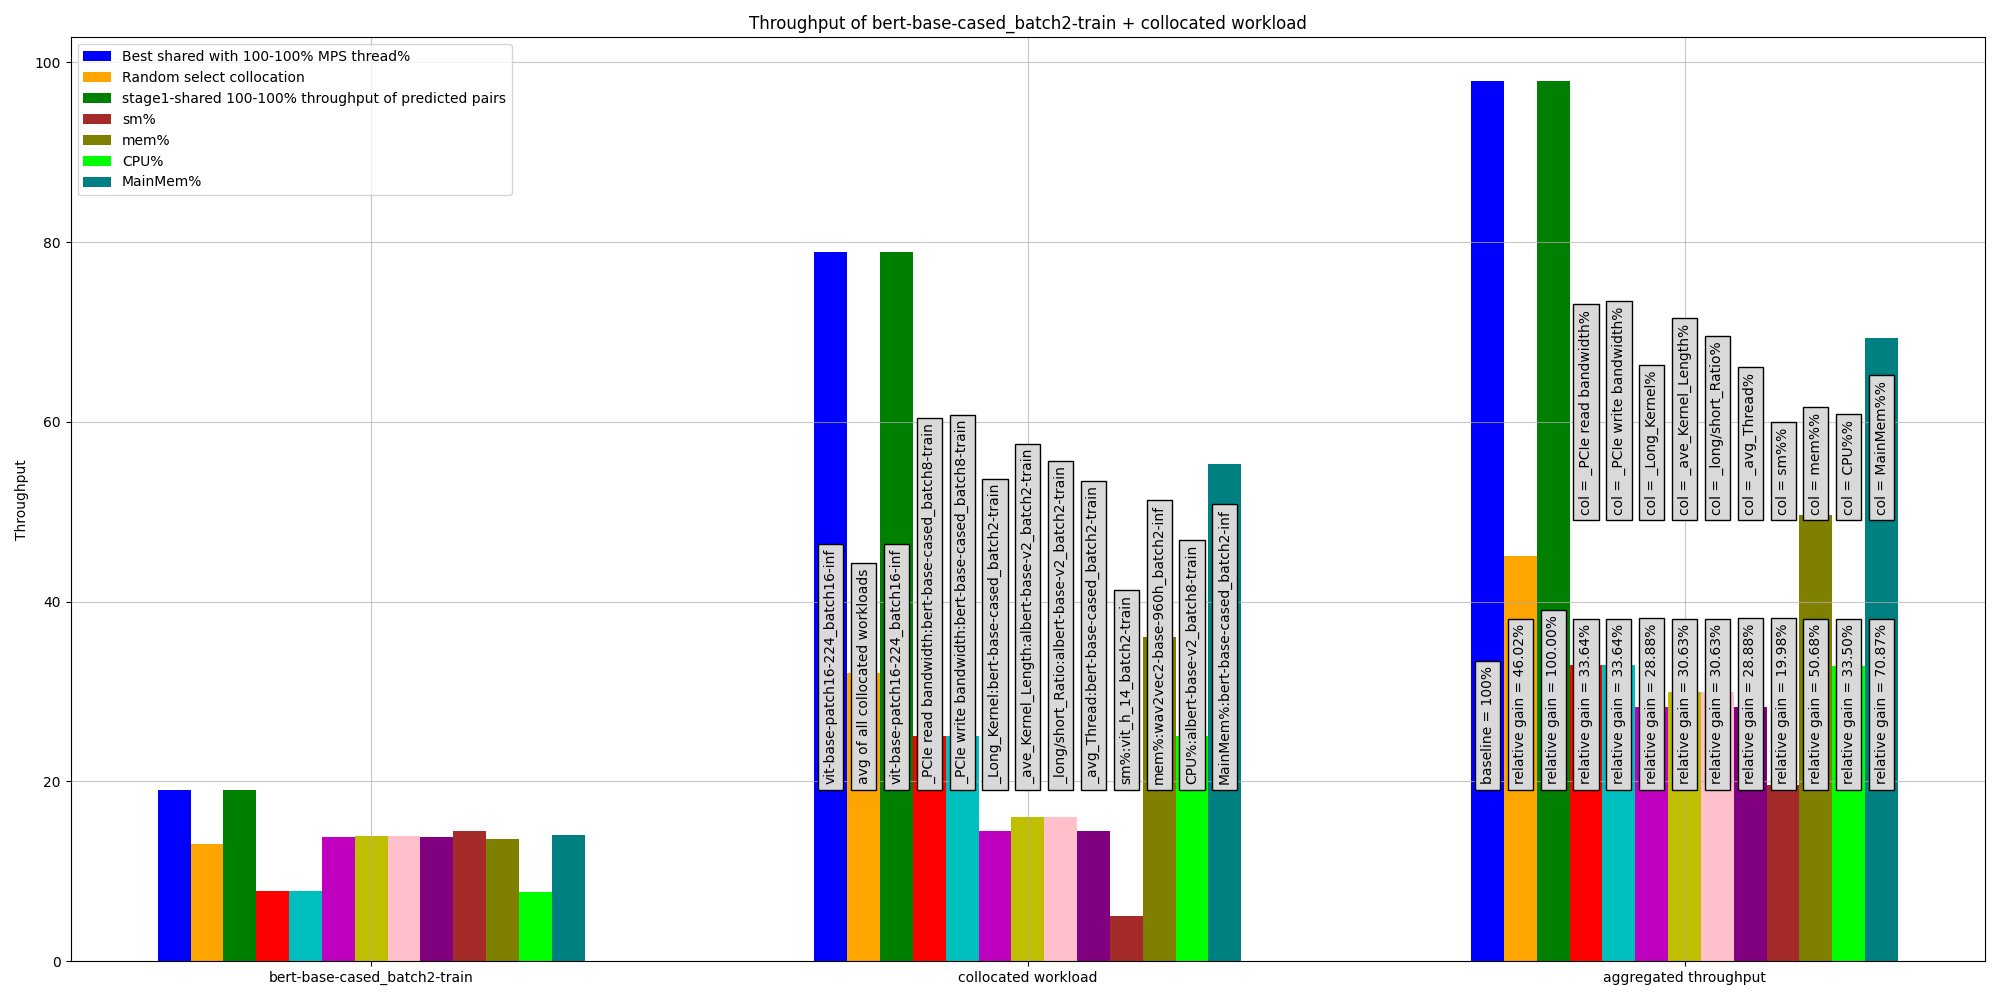 Throughput of bert-base-cased_batch2-train + collocated workload
Best shared with 100-100% MPS thread%
Random select collocation
stage1-shared 100-100% throughput of predicted pairs
sm%
mem%
CPU%
MainMem%
Throughput
100
80
60
40
20
0
vit-base-patch16-224_batch16-inf
avg of all collocated workloads
vit-base-patch16-224_batch16-inf
_PCIe read bandwidth:bert-base-cased_batch8-train
_PCIe write bandwidth:bert-base-cased_batch8-train
_Long_Kernel:bert-base-cased_batch2-train
_ave_Kernel_Length:albert-base-v2_batch2-train
_long/short_Ratio:albert-base-v2_batch2-train
_avg_Thread:bert-base-cased_batch2-train
sm%:vit_h_14_batch2-train
mem%:wav2vec2-base-960h_batch2-inf
CPU%:albert-base-v2_batch8-train
MainMem%:bert-base-cased_batch2-inf
col = _PCIe read bandwidth%
col = _PCIe write bandwidth%
col = _Long_Kernel%
col = _ave_Kernel_Length%
col = _long/short_Ratio%
col = _avg_Thread%
col = sm%%
col = mem%%
col = CPU%%
col = MainMem%%
baseline = 100%
relative gain = 46.02%
relative gain = 100.00%
relative gain = 33.64%
relative gain = 33.64%
relative gain = 28.88%
relative gain = 30.63%
relative gain = 30.63%
relative gain = 28.88%
relative gain = 19.98%
relative gain = 50.68%
relative gain = 33.50%
relative gain = 70.87%
bert-base-cased_batch2-train
collocated workload
aggregated throughput